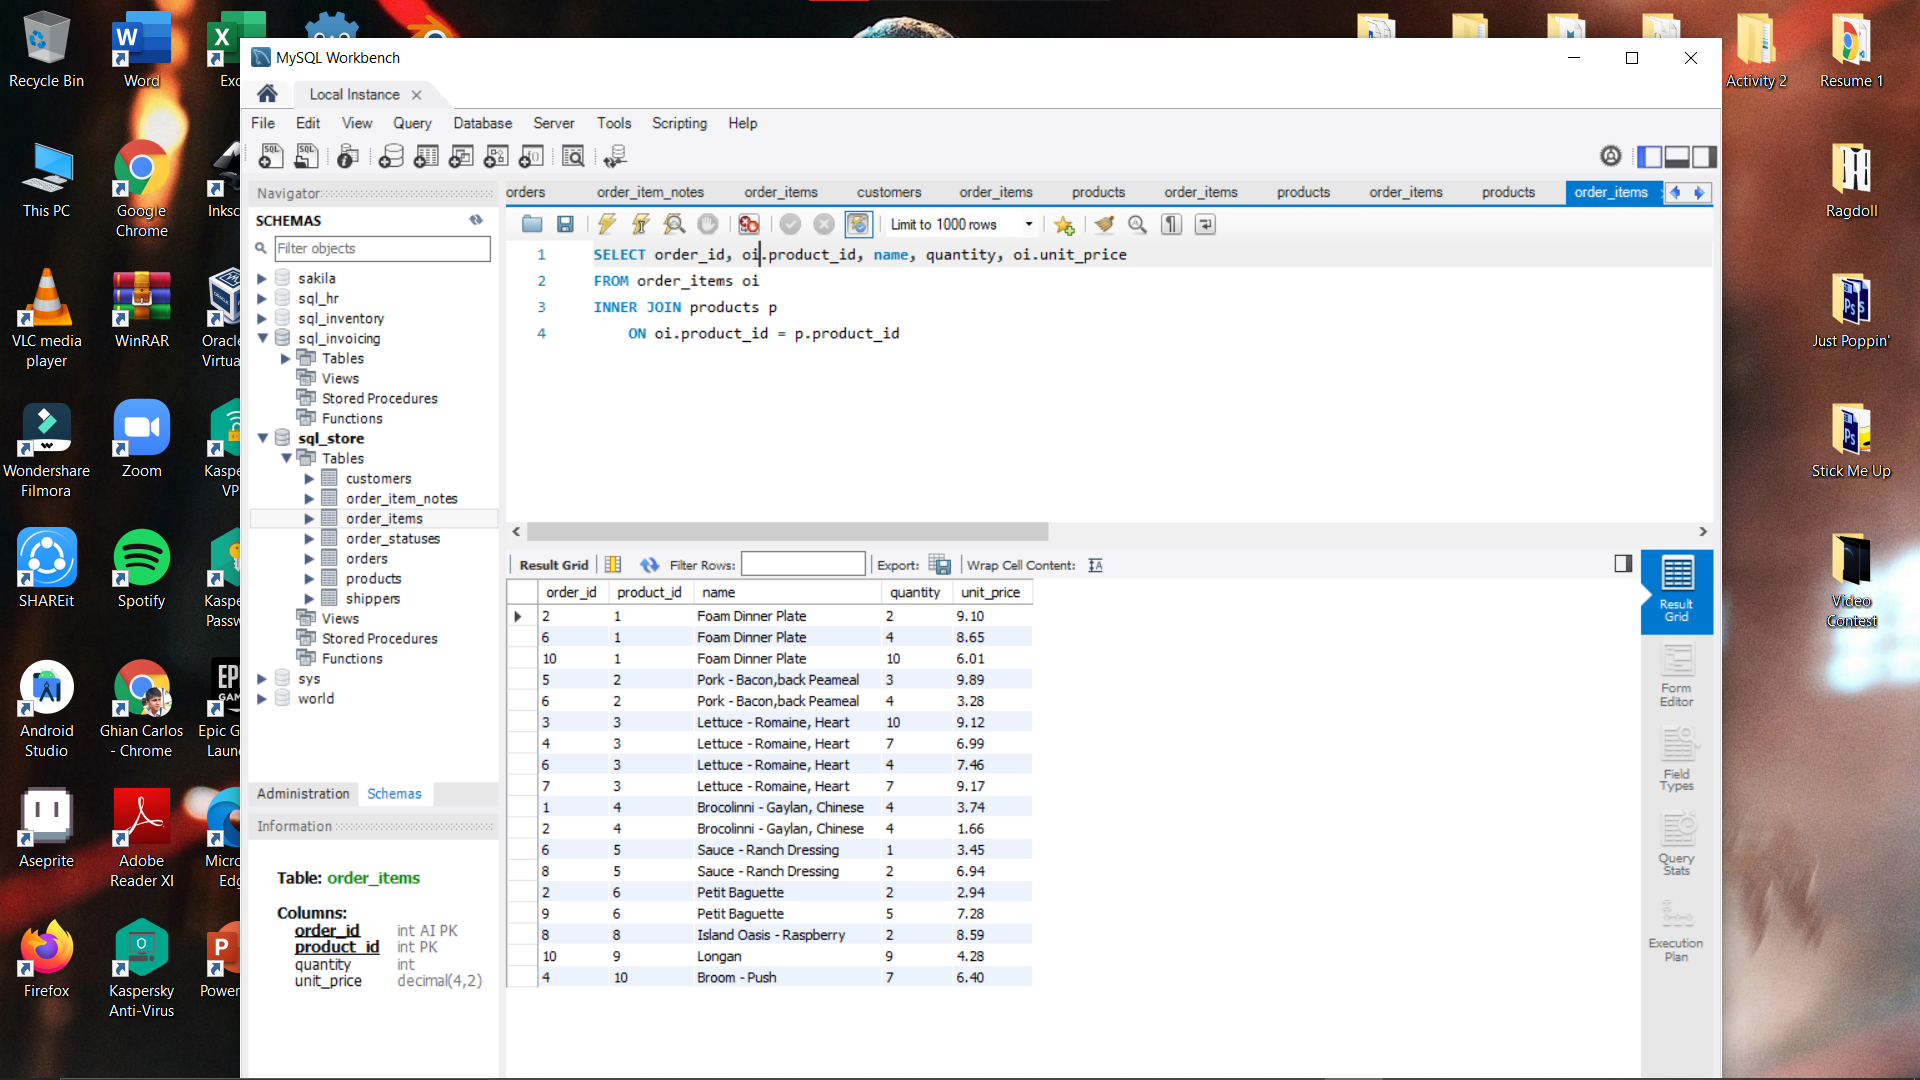 Recycle Bin
Word
Exc
This PC
Google
Chrome
Inksc
VLC media
player
WinRAR
Oracle
Virtua
Wondershare
Filmora
Zoom
Kaspe
VP
SHAREit
Spotify
Kaspe
Passw
Android
Studio
Ghian Carlos
- Chrome
Epic G
Laun
Aseprite
Adobe
Reader XI
Micro
Ed
Firefox
Kaspersky
Anti-Virus
Power
MySQL Workbench
Local Instance
File Edit View Query Database Server Tools Scripting Help
Navigator
SCHEMAS
Filter objects
sakila
sql_hr
sql_inventory
sql_invoicing
Tables
Views
Stored Procedures
Functions
sql_store
Tables
customers
order_item_notes
order_items
order_statuses
orders
products
shippers
Views
Stored Procedures
Functions
sys
world
Administration Schemas
Information
Table: order_items
Columns:
order_id int AI PK
product_id int PK
quantity int
unit_price decimal(4,2)
orders order_item_notes order_items customers order_items products order_items products order_items products order_items
Limit to 1000 rows
1 SELECT order_id, oi.product_id, name, quantity, oi.unit_price
2 FROM order_items oi
3 INNER JOIN products p
4 ON oi.product_id = p.product_id
Result Grid Filter Rows: Export: Wrap Cell Content:
order_id product_id name quantity unit_price
2 1 Foam Dinner Plate 2 9.10
6 1 Foam Dinner Plate 4 8.65
10 1 Foam Dinner Plate 10 6.01
5 2 Pork - Bacon,back Peameal 3 9.89
6 2 Pork - Bacon,back Peameal 4 3.28
3 3 Lettuce - Romaine, Heart 10 9.12
4 3 Lettuce - Romaine, Heart 7 6.99
6 3 Lettuce - Romaine, Heart 4 7.46
7 3 Lettuce - Romaine, Heart 7 9.17
1 4 Brocolinni - Gaylan, Chinese 4 3.74
2 4 Brocolinni - Gaylan, Chinese 4 1.66
6 5 Sauce - Ranch Dressing 1 3.45
8 5 Sauce - Ranch Dressing 2 6.94
2 6 Petit Baguette 2 2.94
9 6 Petit Baguette 5 7.28
8 8 Island Oasis - Raspberry 2 8.59
10 9 Longan 9 4.28
4 10 Broom - Push 7 6.40
Result
Grid
Form
Editor
Field
Types
Query
Stats
Execution
Plan
Activity 2
Resume 1
Ragdoll
Just Poppin'
Stick Me Up
Video
Contest